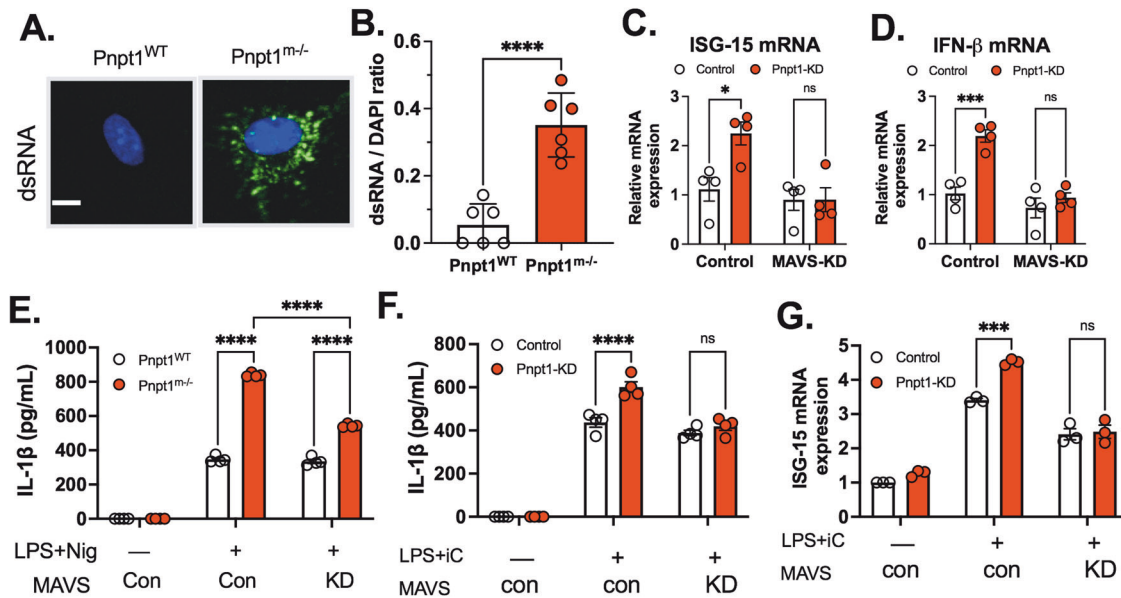 A.
Pnpt1WT
Pnpt1m-/-
dsRNA
B.
****
dsRNA / DAPI ratio
0.6
0.4
0.2
0.0
Pnpt1WT
Pnpt1m-/-
C.
ISG-15 mRNA
Control
Pnpt1-KD
*
ns
Relative mRNA
expression
3
2
1
0
Control
MAVS-KD
D.
IFN-β mRNA
Control
Pnpt1-KD
***
ns
Relative mRNA
expression
3
2
1
0
Control
MAVS-KD
E.
****
****
****
Pnpt1WT
Pnpt1m-/-
IL-1β (pg/mL)
1000
800
600
400
200
0
LPS+Nig — + +
MAVS Con Con KD
F.
Control
Pnpt1-KD
****
ns
IL-1β (pg/mL)
800
600
400
200
0
LPS+iC — + +
MAVS con con KD
G.
Control
Pnpt1-KD
***
ns
ISG-15 mRNA
expression
5
4
3
2
1
0
LPS+iC — + +
MAVS con con KD